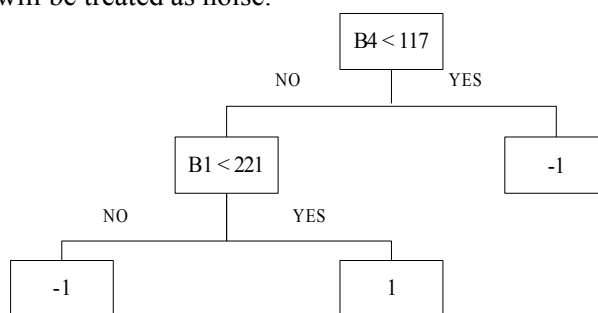 will be treated as noise.
B4 < 117
NO YES
B1 < 221 -1
NO YES
-1 1